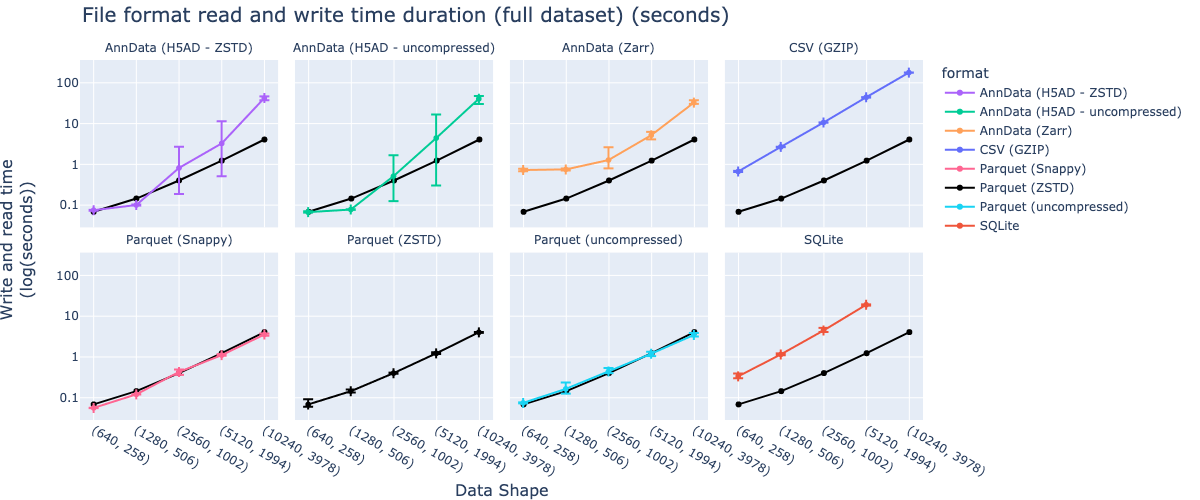 File format read and write time duration (full dataset) (seconds)
AnnData (H5AD - ZSTD)
AnnData (H5AD - uncompressed)
AnnData (Zarr)
CSV (GZIP)
100
10
1
0.1
Parquet (Snappy)
Parquet (ZSTD)
Parquet (uncompressed)
SQLite
100
10
1
0.1
Write and read time
(log(seconds))
(640, 258)
(1280, 506)
(2560, 1002)
(5120, 1994)
(10240, 3978)
(640, 258)
(1280, 506)
(2560, 1002)
(5120, 1994)
(10240, 3978)
(640, 258)
(1280, 506)
(2560, 1002)
(5120, 1994)
(10240, 3978)
(640, 258)
(1280, 506)
(2560, 1002)
(5120, 1994)
(10240, 3978)
Data Shape
format
AnnData (H5AD - ZSTD)
AnnData (H5AD - uncompressed)
AnnData (Zarr)
CSV (GZIP)
Parquet (Snappy)
Parquet (ZSTD)
Parquet (uncompressed)
SQLite